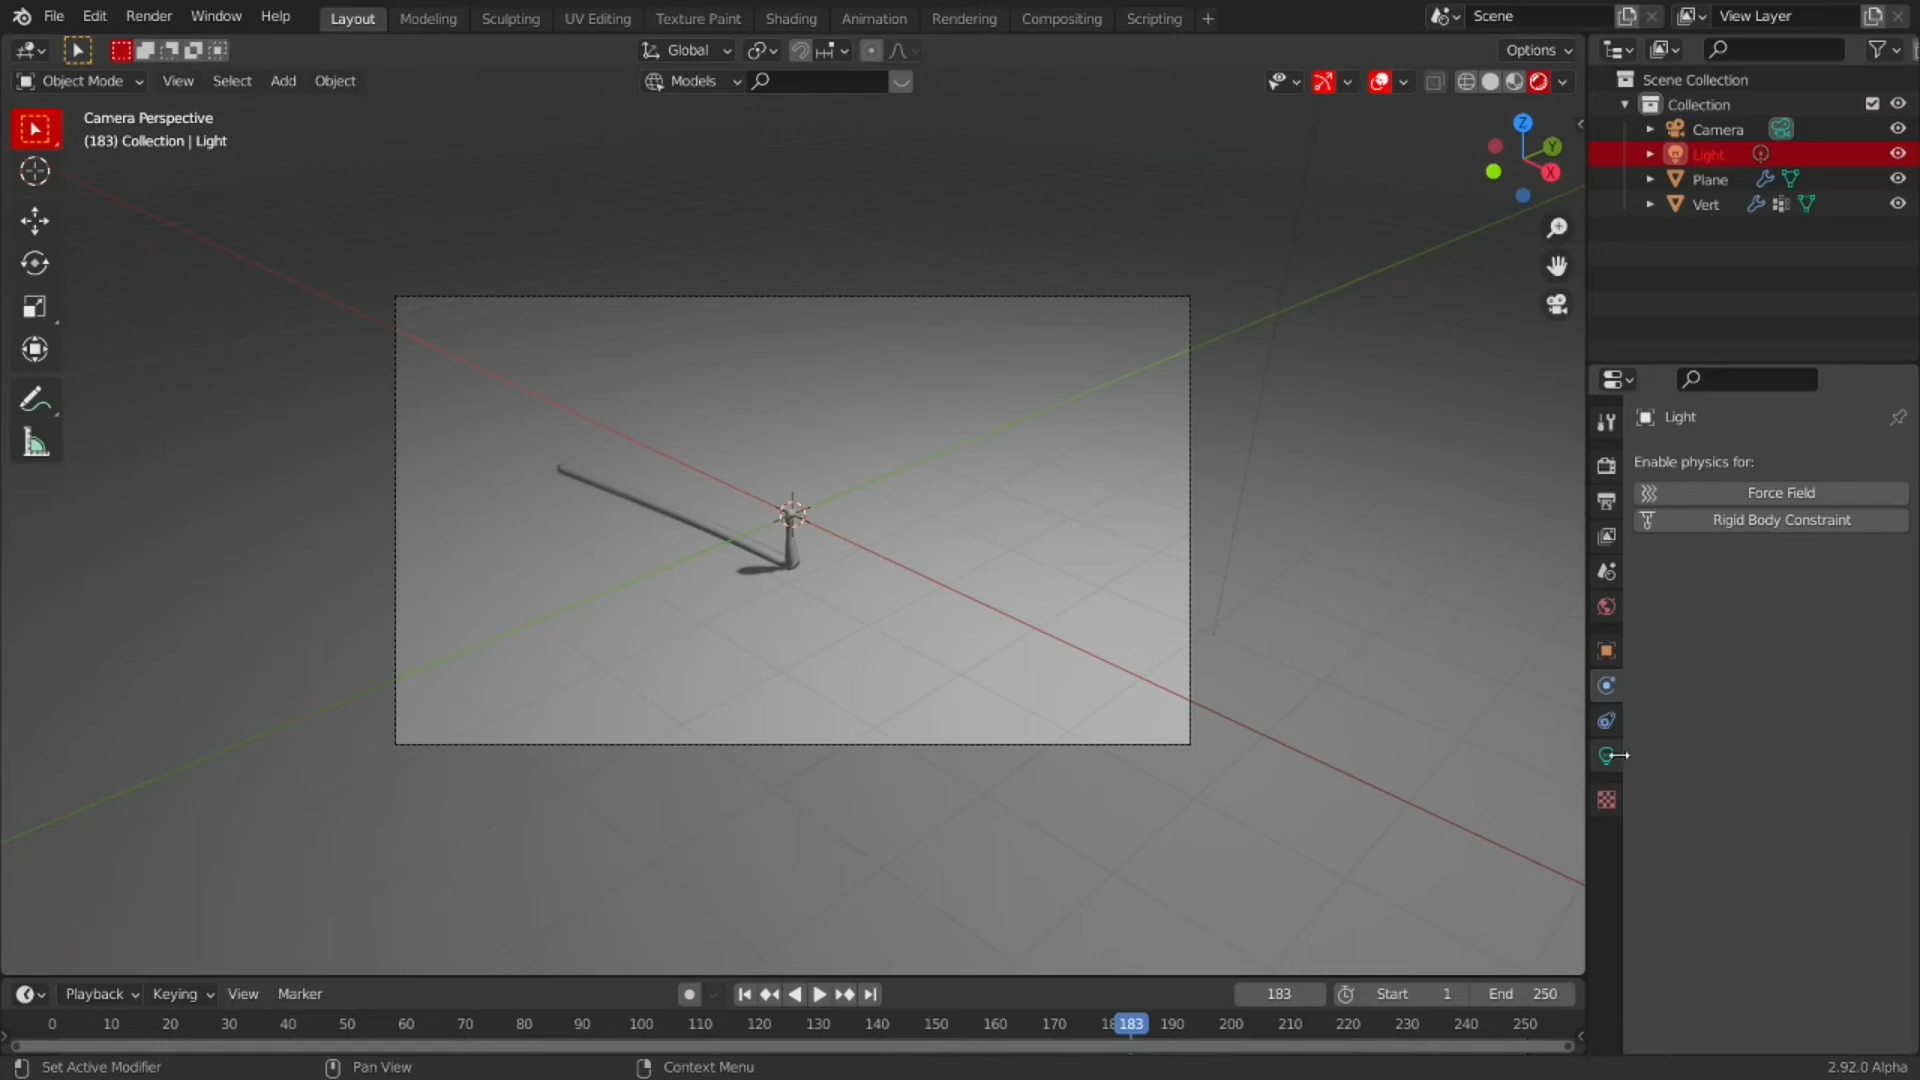 File Edit Render Window Help Layout Modeling Sculpting UV Editing Texture Paint Shading Animation Rendering Compositing Scripting + Scene View Layer
Global Options
Object Mode View Select Add Object Models
Camera Perspective
(183) Collection | Light
Z
Y
X
Scene Collection
Collection
Camera
Light
Plane
Vert
Light
Enable physics for:
Force Field
Rigid Body Constraint
Playback Keying View Marker 183 Start 1 End 250
0 10 20 30 40 50 60 70 80 90 100 110 120 130 140 150 160 170 18 183 190 200 210 220 230 240 250
Set Active Modifier Pan View Context Menu 2.92.0 Alpha